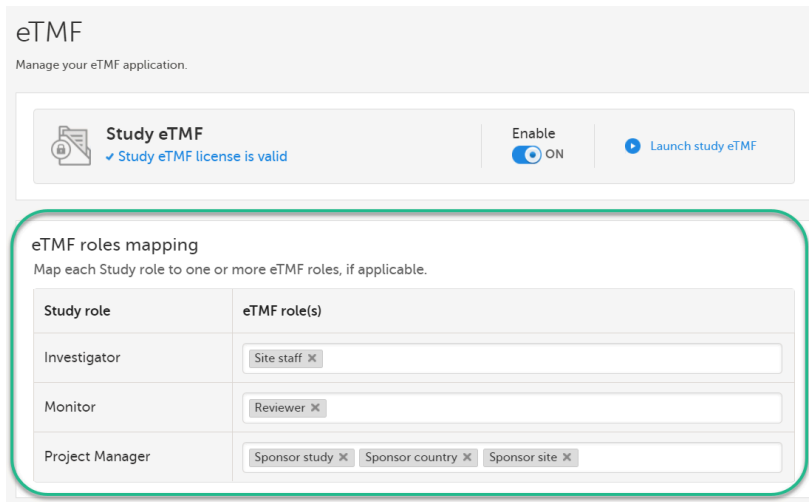 eTMF
Manage your eTMF application.
Study eTMF
Study eTMF license is valid
Enable
ON
Launch study eTMF
eTMF roles mapping
Map each Study role to one or more eTMF roles, if applicable.
Study role eTMF role(s)
Investigator Site staff ×
Monitor Reviewer ×
Project Manager Sponsor study × Sponsor country × Sponsor site ×